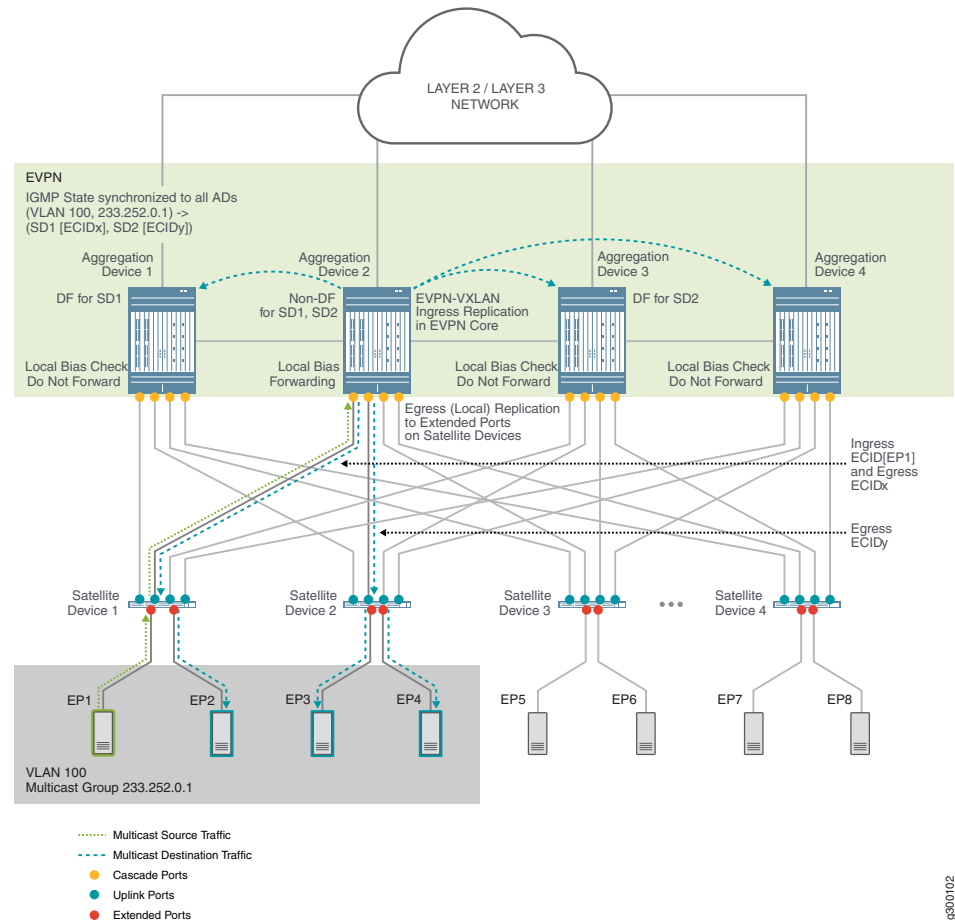 LAYER 2 / LAYER 3
NETWORK
EVPN
IGMP State synchronized to all ADs
(VLAN 100, 233.252.0.1) ->
(SD1 [ECIDx], SD2 [ECIDy])
Aggregation
Device 1
Aggregation
Device 2
Aggregation
Device 3
Aggregation
Device 4
DF for SD1
Non-DF
for SD1, SD2
EVPN-VXLAN
Ingress Replication
in EVPN Core
DF for SD2
Local Bias Check
Do Not Forward
Local Bias
Forwarding
Local Bias Check
Do Not Forward
Local Bias Check
Do Not Forward
Egress (Local) Replication
to Extended Ports
on Satellite Devices
Ingress
ECID[EP1]
and Egress
ECIDx
Egress
ECIDy
Satellite
Device 1
Satellite
Device 2
Satellite
Device 3
Satellite
Device 4
EP1
EP2
EP3
EP4
EP5
EP6
EP7
EP8
VLAN 100
Multicast Group 233.252.0.1
Multicast Source Traffic
Multicast Destination Traffic
Cascade Ports
Uplink Ports
Extended Ports
g300102